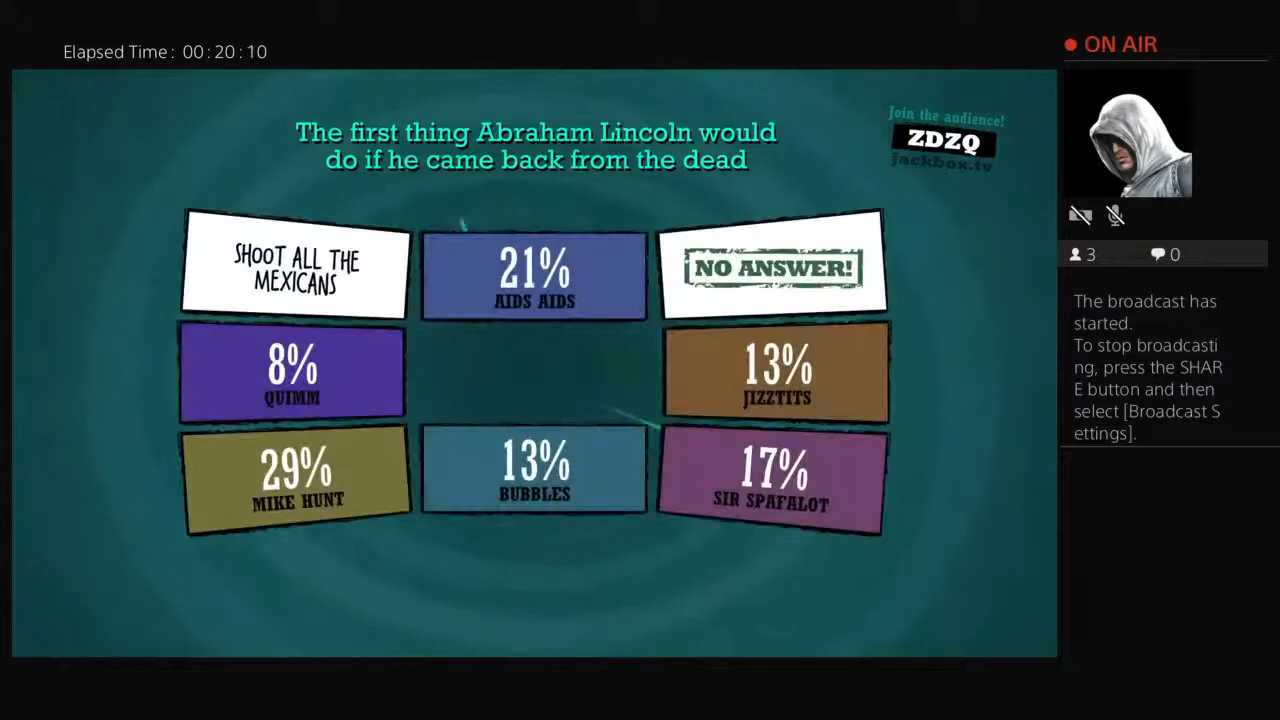 Elapsed Time: 00:20:10
ON AIR
The first thing Abraham Lincoln would
do if he came back from the dead
Join the audience!
ZDZQ
jackbox.tv
SHOOT ALL THE
MEXICANS
21%
AIDS AIDS
NO ANSWER!
8%
QUIMM
13%
JIZZTITS
29%
MIKE HUNT
13%
BUBBLES
17%
SIR SPAFALOT
3
0
The broadcast has
started.
To stop broadcasti
ng, press the SHAR
E button and then
select [Broadcast S
ettings].